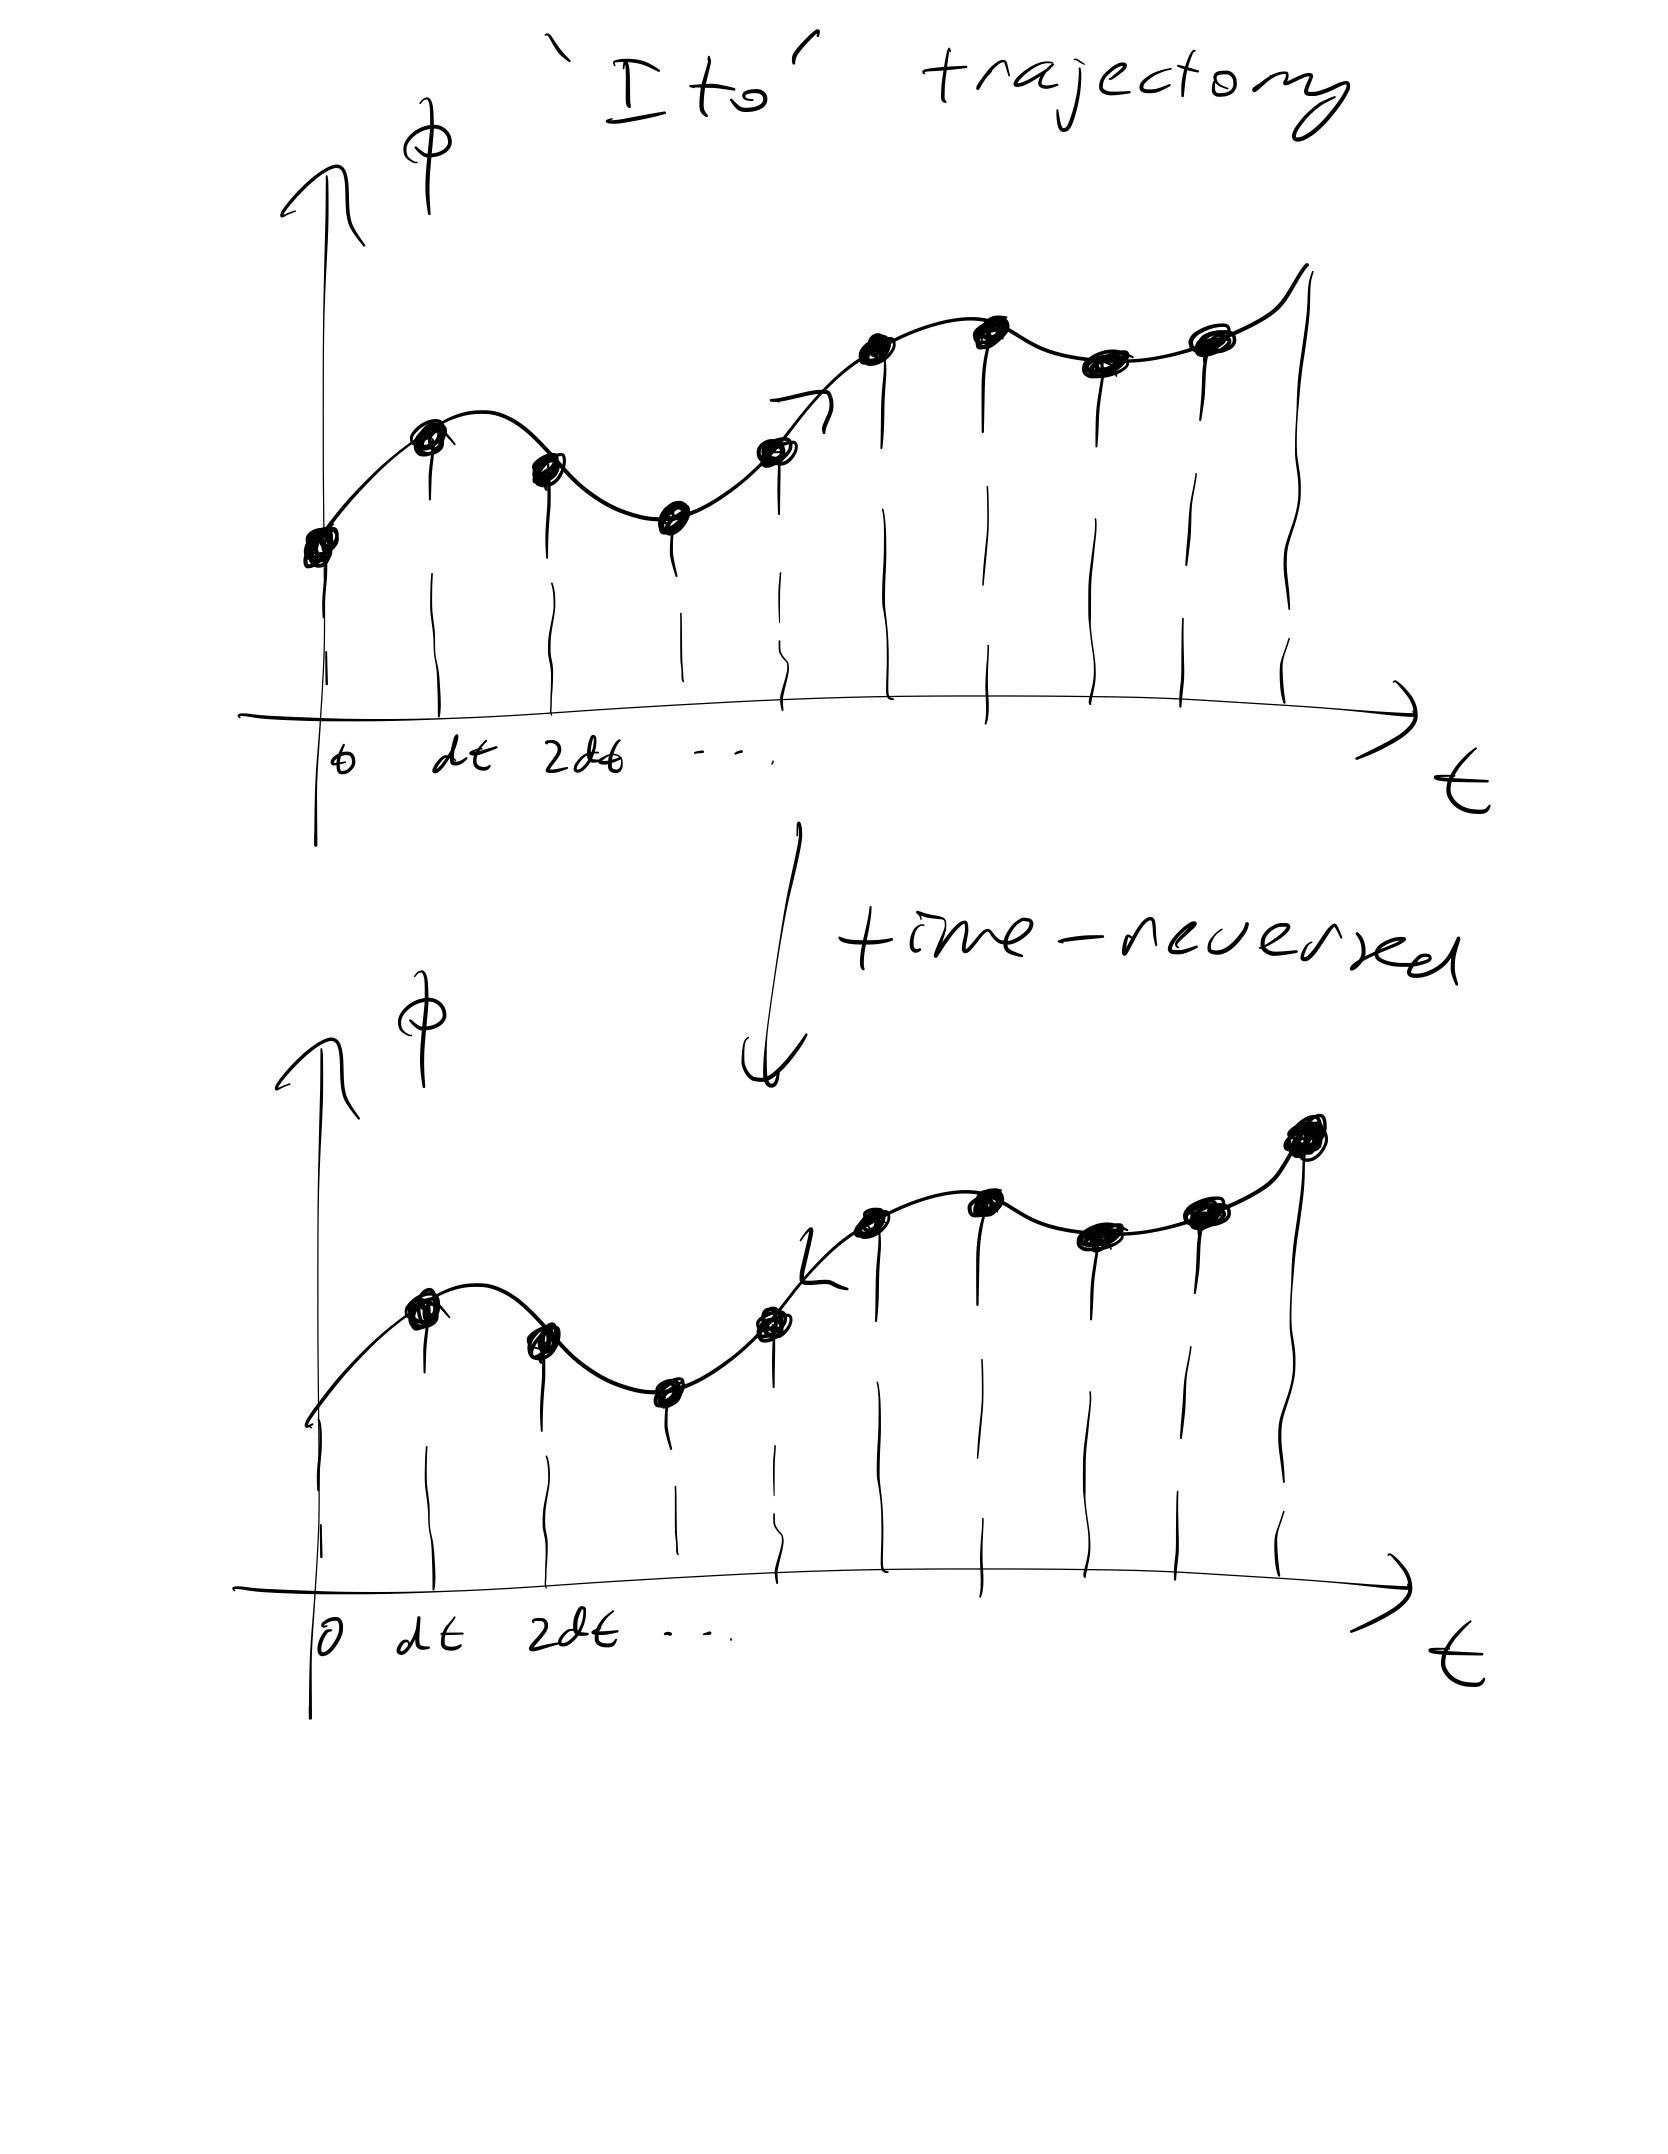 `Ito´ trajectory
ϕ
0 dt 2dt ...
t
time-reversed
ϕ
0 dt 2dt ...
t